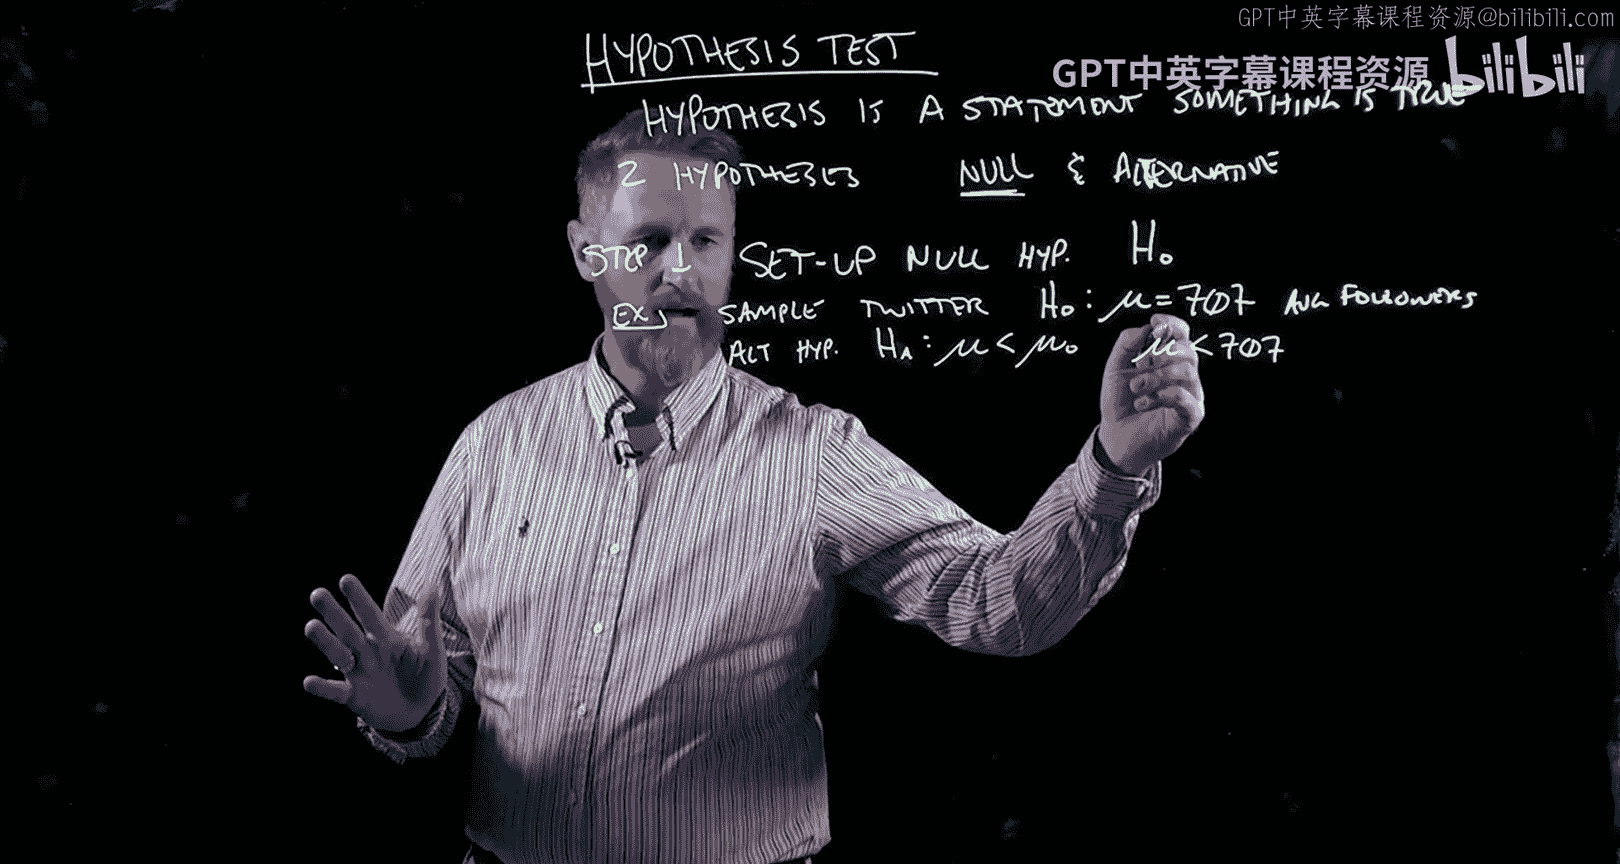 GPT中英字幕课程资源@bilibili.com
GPT中英字幕课程资源 bilibili
HYPOTHESIS TEST
HYPOTHESIS IS A STATEMENT SOMETHING IS TRUE
2 HYPOTHESES NULL & ALTERNATIVE
STEP 1 SET-UP NULL HYP. H₀
EX, SAMPLE TWITTER H₀: μ = 707 AVG FOLLOWERS
ALT HYP. Hₐ: μ < μ₀ μ < 707